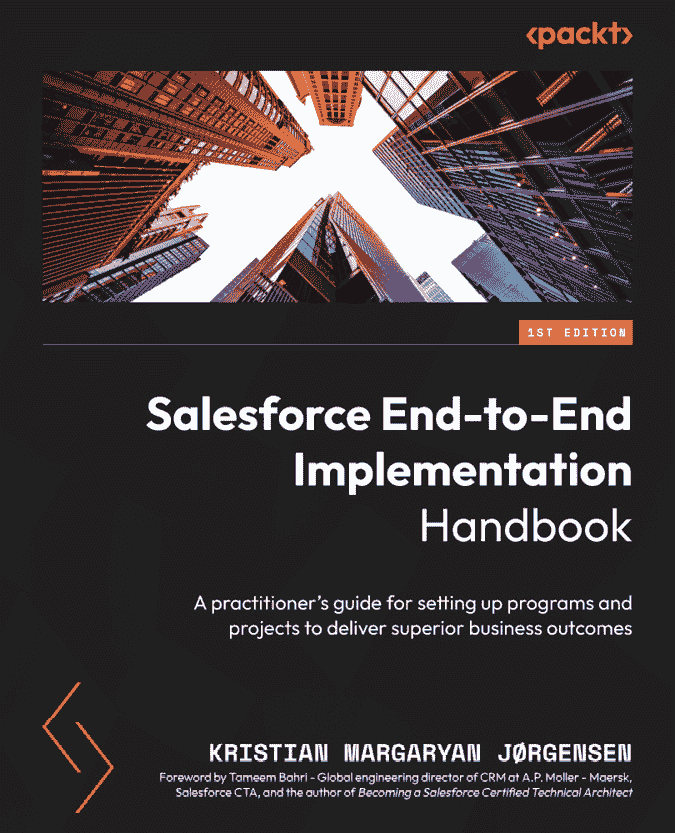 <packt>
1ST EDITION
Salesforce End-to-End
Implementation
Handbook
A practitioner's guide for setting up programs and
projects to deliver superior business outcomes
KRISTIAN MARGARYAN JØRGENSEN
Foreword by Tameem Bahri - Global engineering director of CRM at A.P. Moller - Maersk,
Salesforce CTA, and the author of Becoming a Salesforce Certified Technical Architect